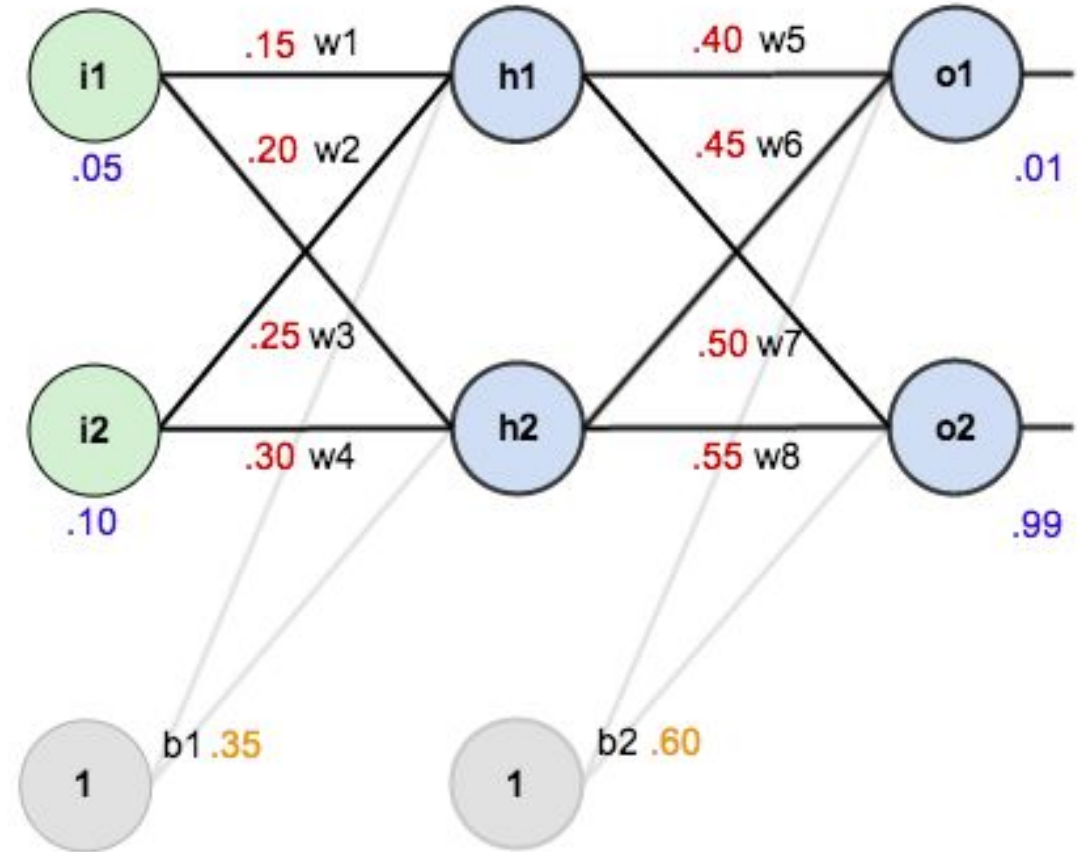 .15 w1
.40 w5
i1
h1
o1
.20 w2
.45 w6
.05
.01
.25 w3
.50 w7
i2
h2
o2
.30 w4
.55 w8
.10
.99
b1 .35
b2 .60
1
1